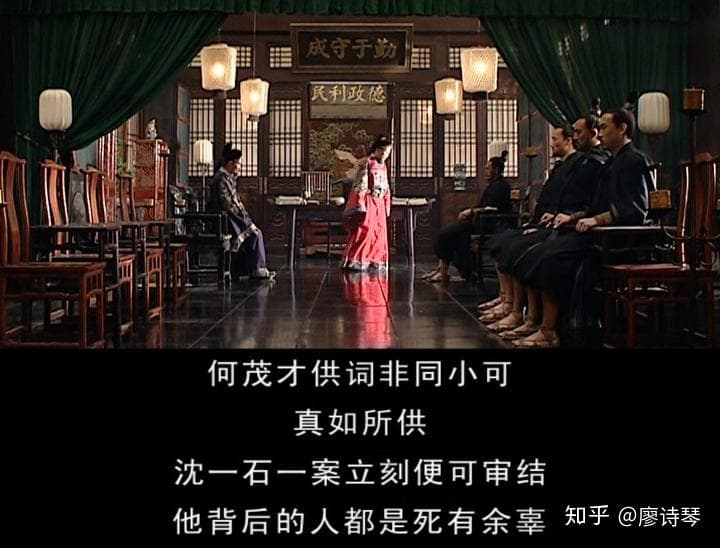 勤于守成
德政利民
何茂才供词非同小可
真如所供
沈一石一案立刻便可审结
他背后的人都是死有余辜
知乎 @廖诗琴